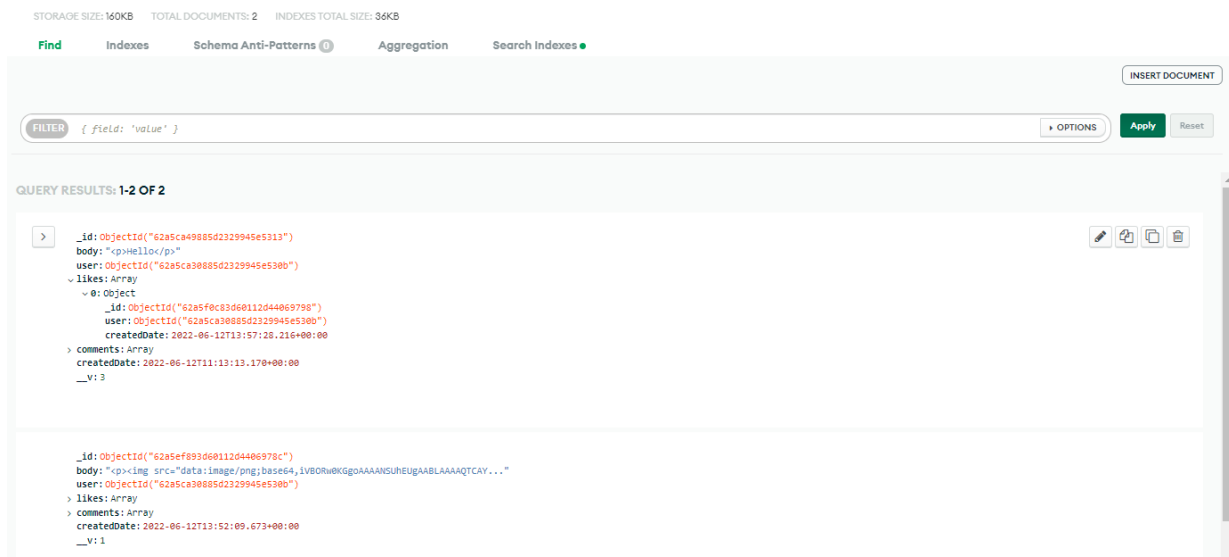 STORAGE SIZE: 160KB TOTAL DOCUMENTS: 2 INDEXES TOTAL SIZE: 36KB
Find Indexes Schema Anti-Patterns 0 Aggregation Search Indexes
INSERT DOCUMENT
FILTER { field: 'value' } OPTIONS Apply Reset
QUERY RESULTS: 1-2 OF 2
_id: ObjectId("62a5ca49885d2329945e5313")
body: "<p>Hello</p>"
user: ObjectId("62a5ca30885d2329945e530b")
likes: Array
0: Object
_id: ObjectId("62a5f0c83d60112d44069798")
user: ObjectId("62a5ca30885d2329945e530b")
createdDate: 2022-06-12T13:57:28.216+00:00
comments: Array
createdDate: 2022-06-12T11:13:13.170+00:00
__v: 3
_id: ObjectId("62a5ef893d60112d4406978c")
body: "<p><img src="data:image/png;base64,iVBORw0KGgoAAAANSUhEUgAABLAAAAQTCAY..."
user: ObjectId("62a5ca30885d2329945e530b")
likes: Array
comments: Array
createdDate: 2022-06-12T13:52:09.673+00:00
__v: 1